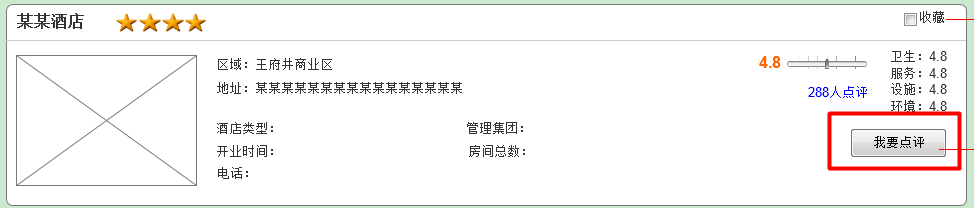 某某酒店
收藏
区域：王府井商业区
地址：某某某某某某某某某某某某某某某某
4.8
288人点评
卫生：4.8
服务：4.8
设施：4.8
环境：4.8
酒店类型：
管理集团：
开业时间：
房间总数：
电话：
我要点评